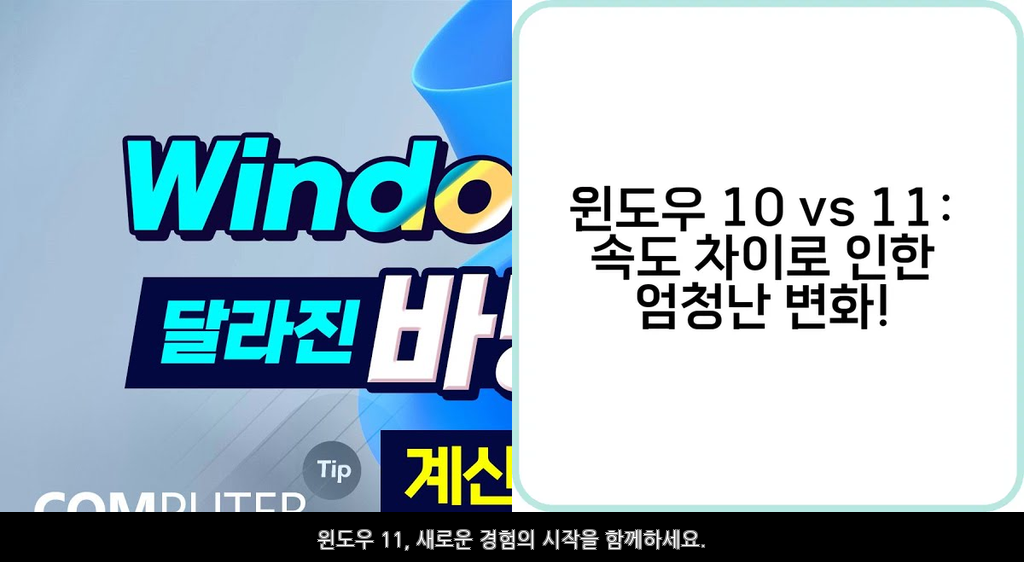 Windo
달라진 바
Tip
계신
COMPUTER
윈도우 10 vs 11:
속도 차이로 인한
엄청난 변화!
윈도우 11, 새로운 경험의 시작을 함께하세요.